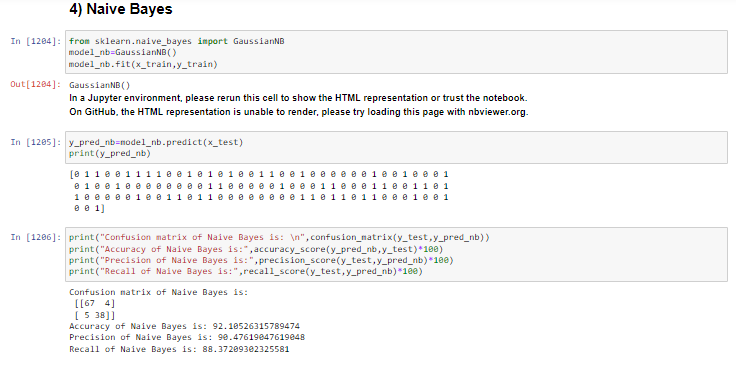 4) Naive Bayes
In [1204]: from sklearn.naive_bayes import GaussianNB
model_nb=GaussianNB()
model_nb.fit(x_train,y_train)
Out[1204]: GaussianNB()
In a Jupyter environment, please rerun this cell to show the HTML representation or trust the notebook.
On GitHub, the HTML representation is unable to render, please try loading this page with nbviewer.org.
In [1205]: y_pred_nb=model_nb.predict(x_test)
print(y_pred_nb)
[0 1 1 0 0 1 1 1 1 0 0 1 0 1 0 1 0 0 1 1 0 0 1 0 0 0 0 0 0 1 0 0 1 0 0 0 1
0 1 0 0 1 0 0 0 0 0 0 0 0 1 1 0 0 0 0 0 1 0 0 0 1 1 0 0 0 1 1 0 0 1 1 0 1
1 0 0 0 0 0 1 0 0 1 1 0 1 1 0 0 0 0 0 0 0 0 1 1 0 1 1 0 1 1 0 0 0 1 0 0 1
0 0 1]
In [1206]: print("Confusion matrix of Naive Bayes is: \n",confusion_matrix(y_test,y_pred_nb))
print("Accuracy of Naive Bayes is:",accuracy_score(y_pred_nb,y_test)*100)
print("Precision of Naive Bayes is:",precision_score(y_test,y_pred_nb)*100)
print("Recall of Naive Bayes is:",recall_score(y_test,y_pred_nb)*100)
Confusion matrix of Naive Bayes is:
[[67 4]
[ 5 38]]
Accuracy of Naive Bayes is: 92.10526315789474
Precision of Naive Bayes is: 90.47619047619048
Recall of Naive Bayes is: 88.37209302325581